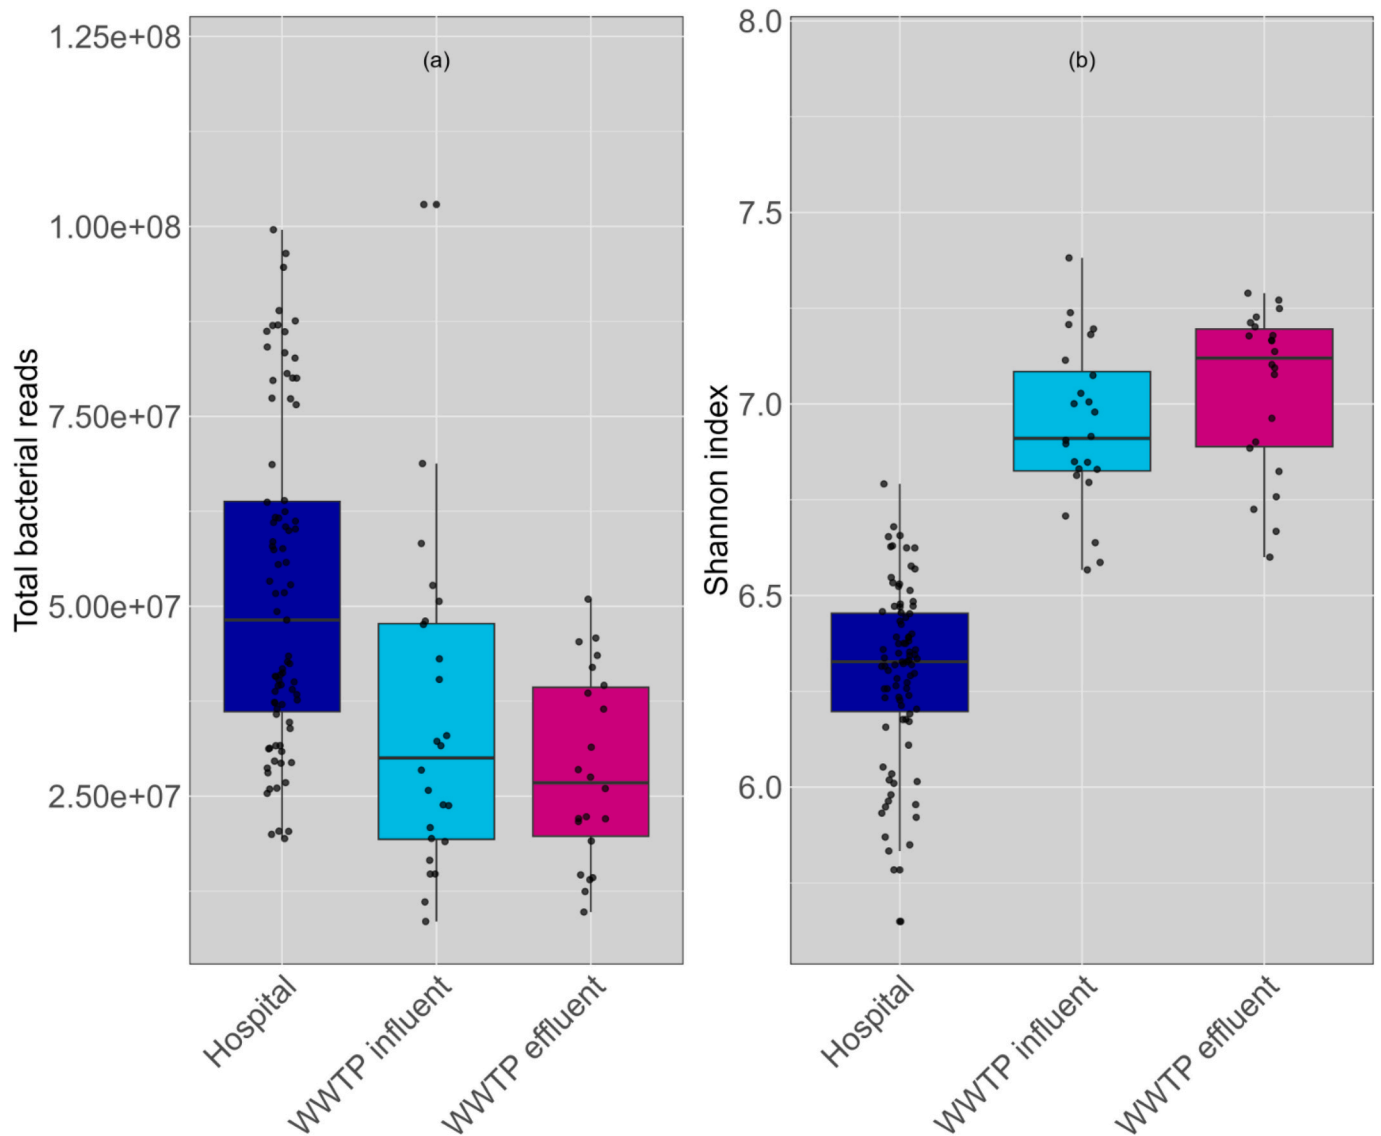 (a)
Total bacterial reads
1.25e+08
1.00e+08
7.50e+07
5.00e+07
2.50e+07
Hospital
WWTP influent
WWTP effluent
(b)
Shannon index
8.0
7.5
7.0
6.5
6.0
Hospital
WWTP influent
WWTP effluent